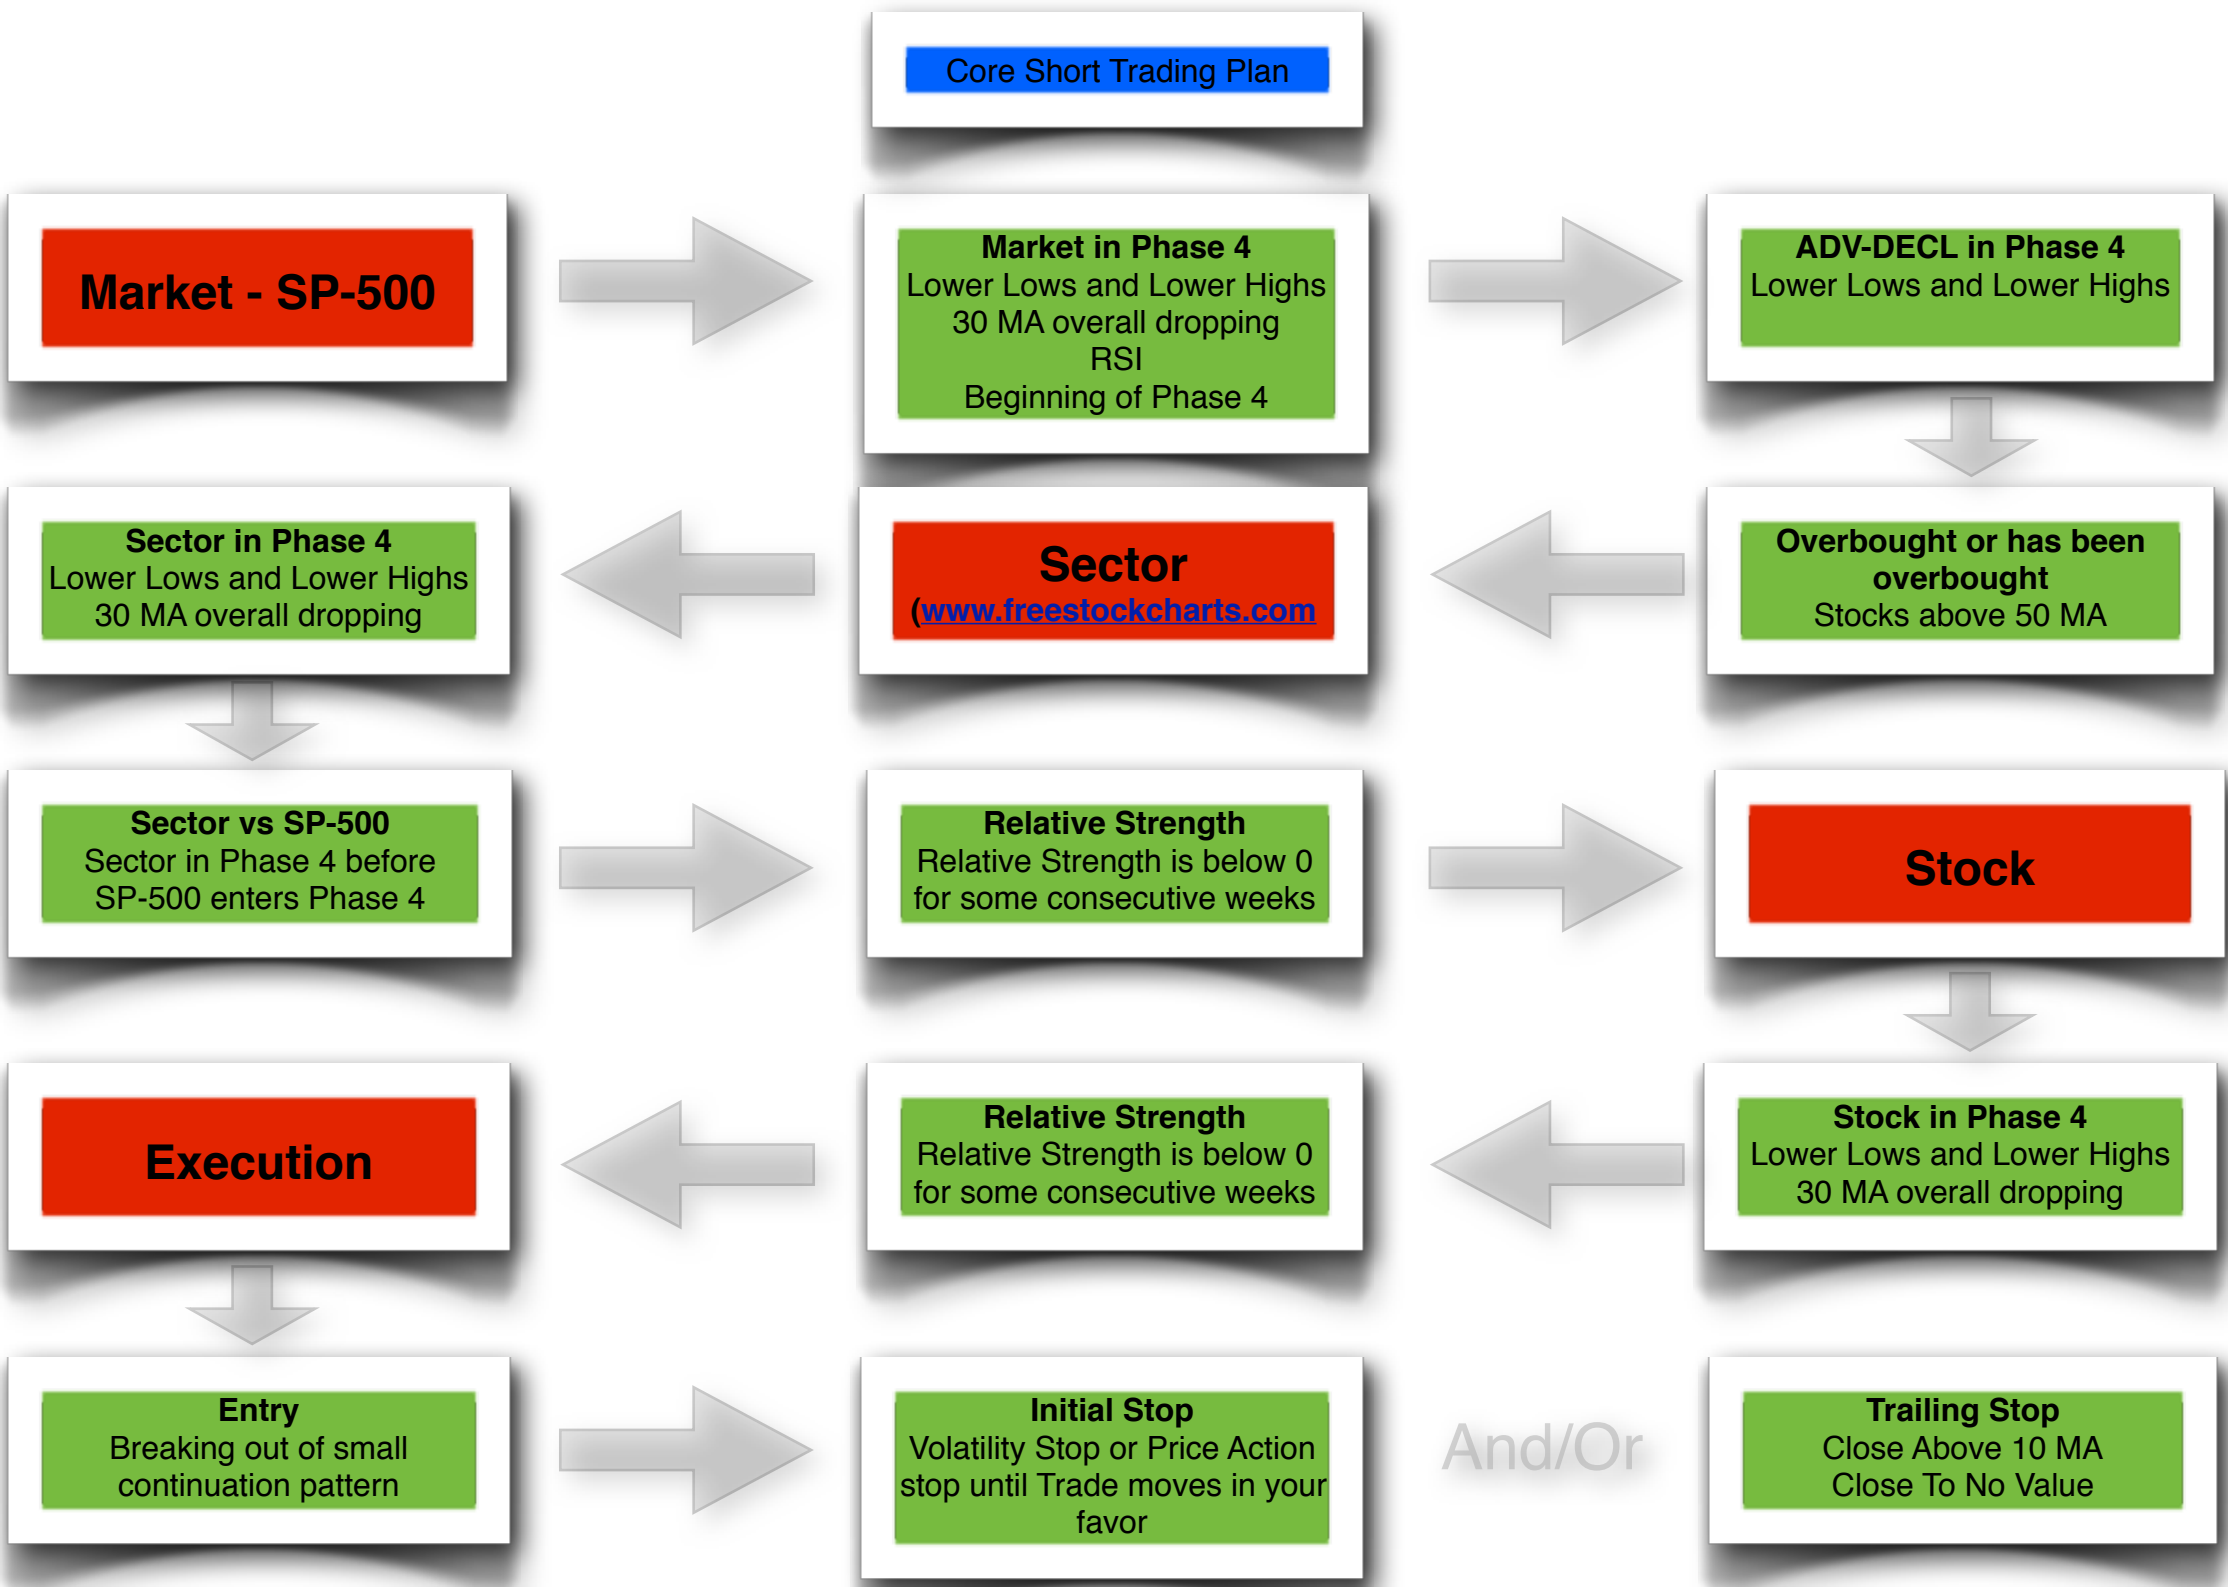 Core Short Trading Plan
Market - SP-500
Market in Phase 4
Lower Lows and Lower Highs
30 MA overall dropping
RSI
Beginning of Phase 4
ADV-DECL in Phase 4
Lower Lows and Lower Highs
Overbought or has been
overbought
Stocks above 50 MA
Sector
(www.freestockcharts.com
Sector in Phase 4
Lower Lows and Lower Highs
30 MA overall dropping
Sector vs SP-500
Sector in Phase 4 before
SP-500 enters Phase 4
Relative Strength
Relative Strength is below 0
for some consecutive weeks
Stock
Stock in Phase 4
Lower Lows and Lower Highs
30 MA overall dropping
Relative Strength
Relative Strength is below 0
for some consecutive weeks
Execution
Entry
Breaking out of small
continuation pattern
Initial Stop
Volatility Stop or Price Action
stop until Trade moves in your
favor
And/Or
Trailing Stop
Close Above 10 MA
Close To No Value